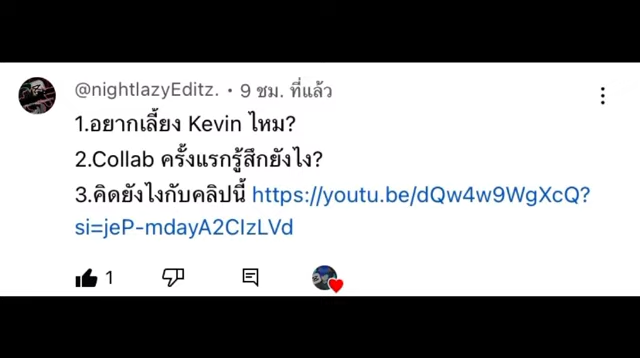 @nightlazyEditz. • 9 ชม. ที่แล้ว
1.อยากเลี้ยง Kevin ไหม?
2.Collab ครั้งแรกรู้สึกยังไง?
3.คิดยังไงกับคลิปนี้ https://youtu.be/dQw4w9WgXcQ?
si=jeP-mdayA2CIzLVd
1